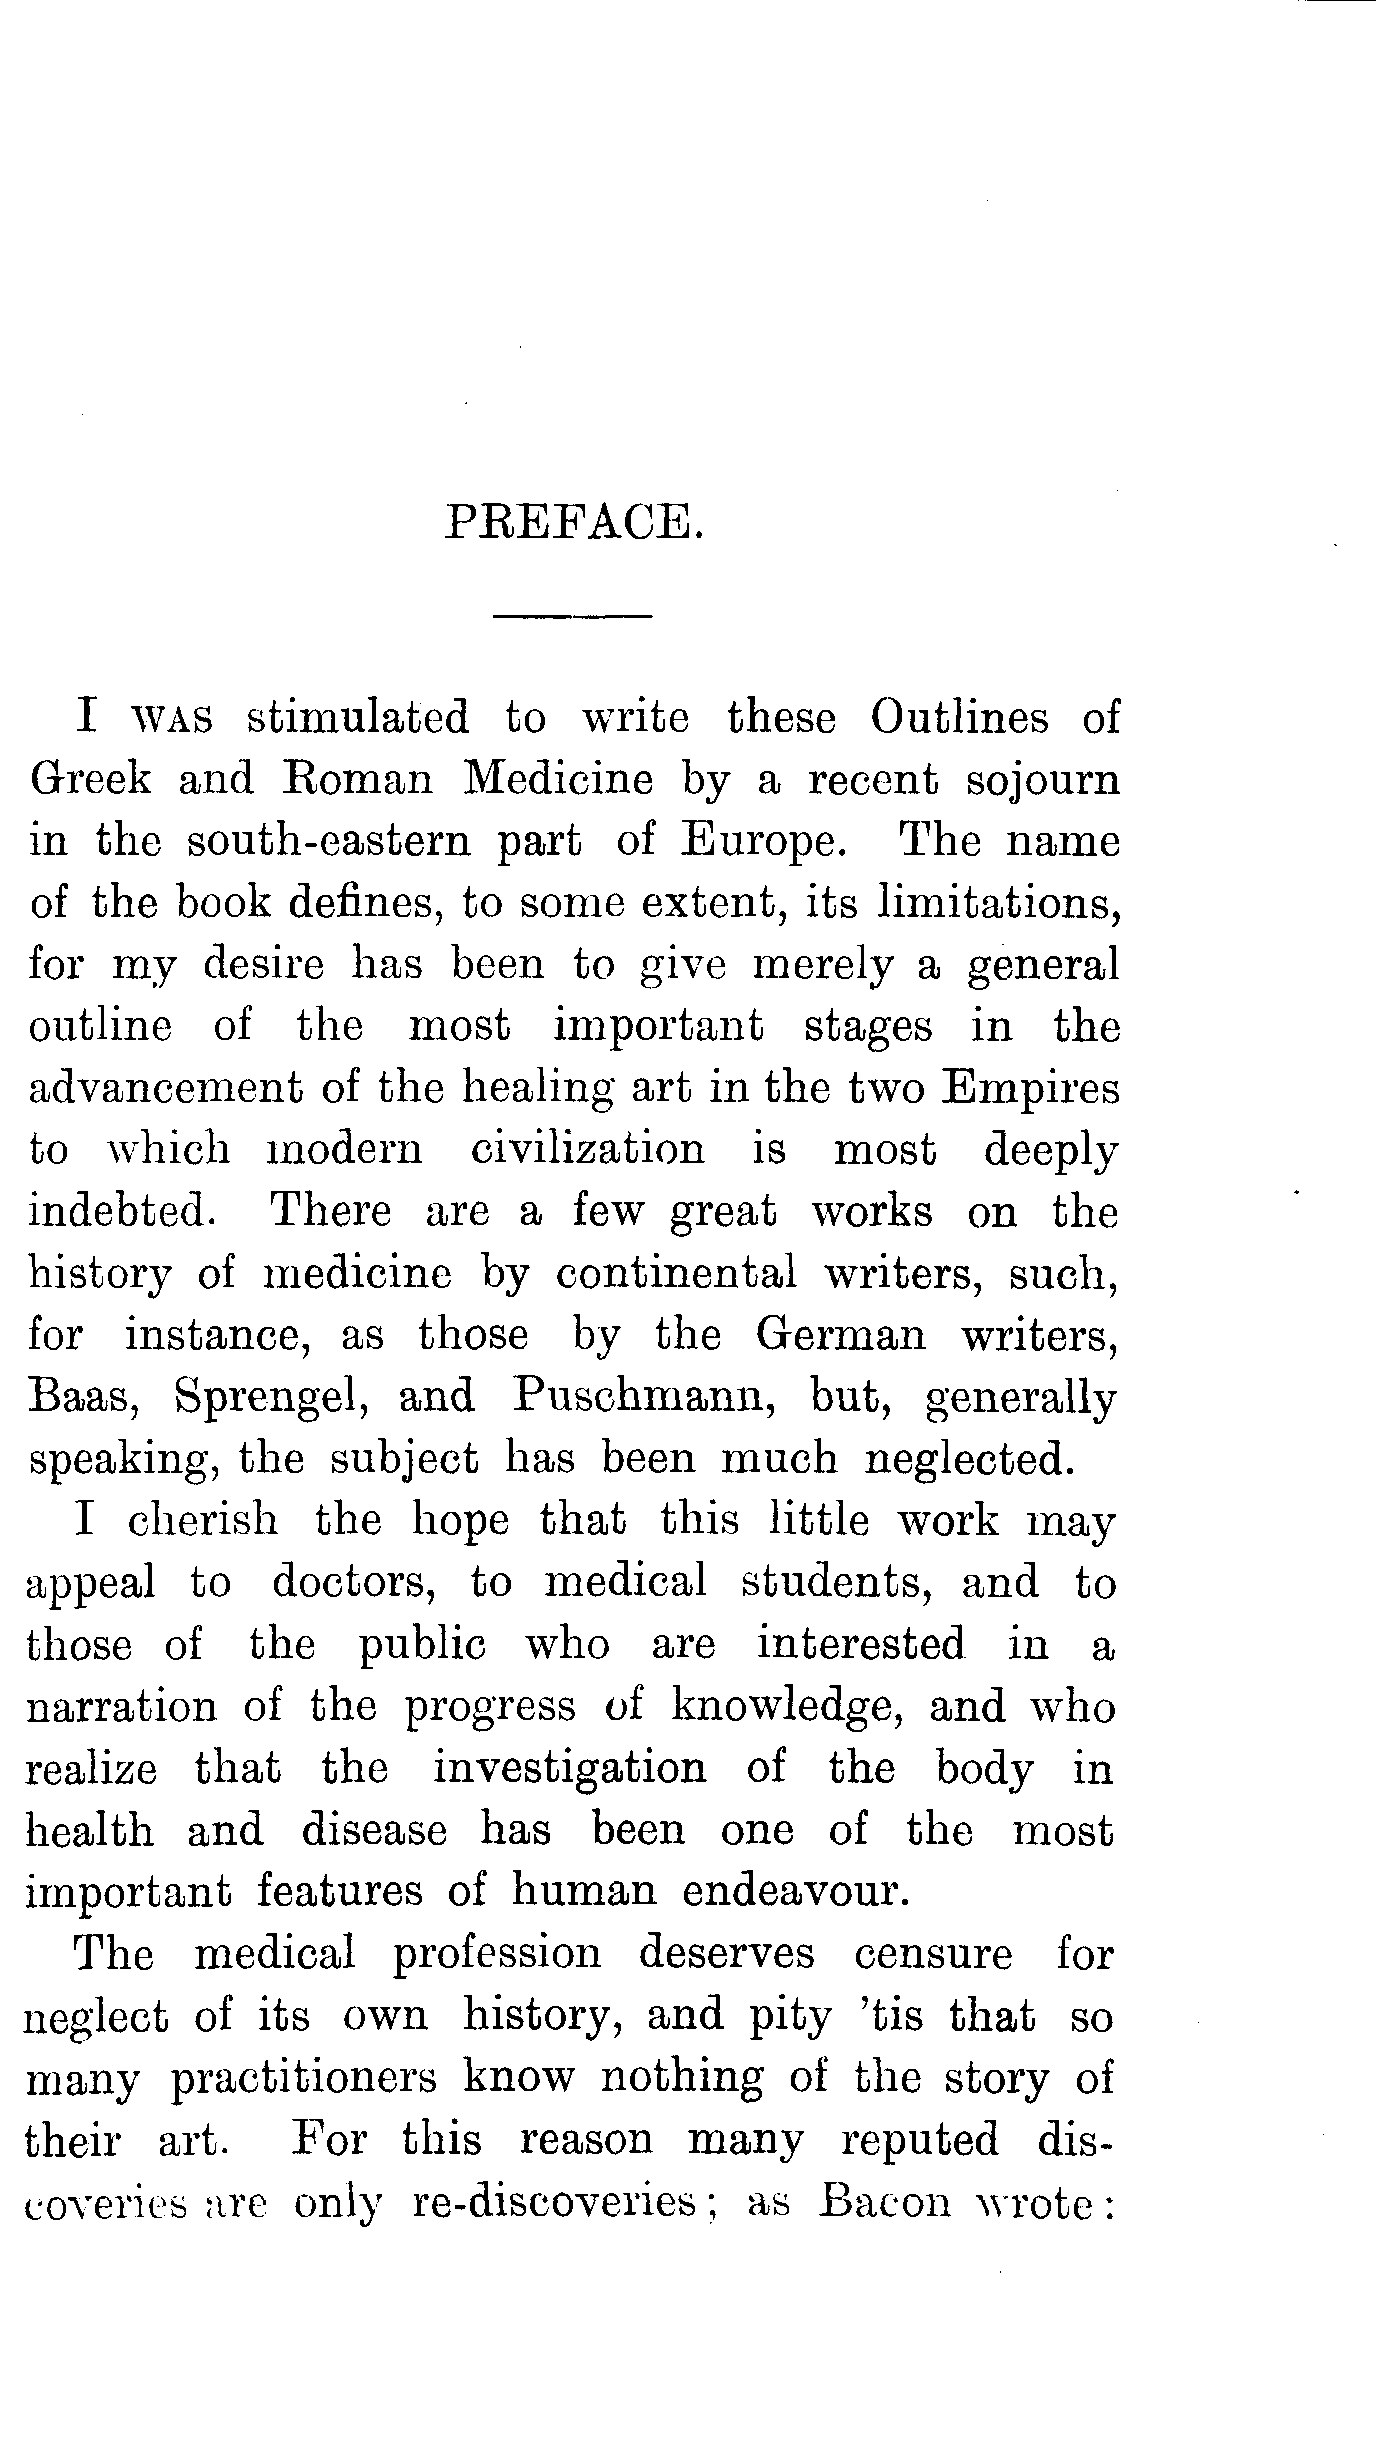 PREFACE.
I WAS stimulated to write these Outlines of
Greek and Roman Medicine by a recent sojourn
in the south-eastern part of Europe. The name
of the book defines, to some extent, its limitations,
for my desire has been to give merely a general
outline of the most important stages in the
advancement of the healing art in the two Empires
to which modern civilization is most deeply
indebted. There are a few great works on the
history of medicine by continental writers, such,
for instance, as those by the German writers,
Baas, Sprengel, and Puschmann, but, generally
speaking, the subject has been much neglected.
I cherish the hope that this little work may
appeal to doctors, to medical students, and to
those of the public who are interested in a
narration of the progress of knowledge, and who
realize that the investigation of the body in
health and disease has been one of the most
important features of human endeavour.
The medical profession deserves censure for
neglect of its own history, and pity 'tis that so
many practitioners know nothing of the story of
their art. For this reason many reputed dis-
coveries are only re-discoveries; as Bacon wrote: